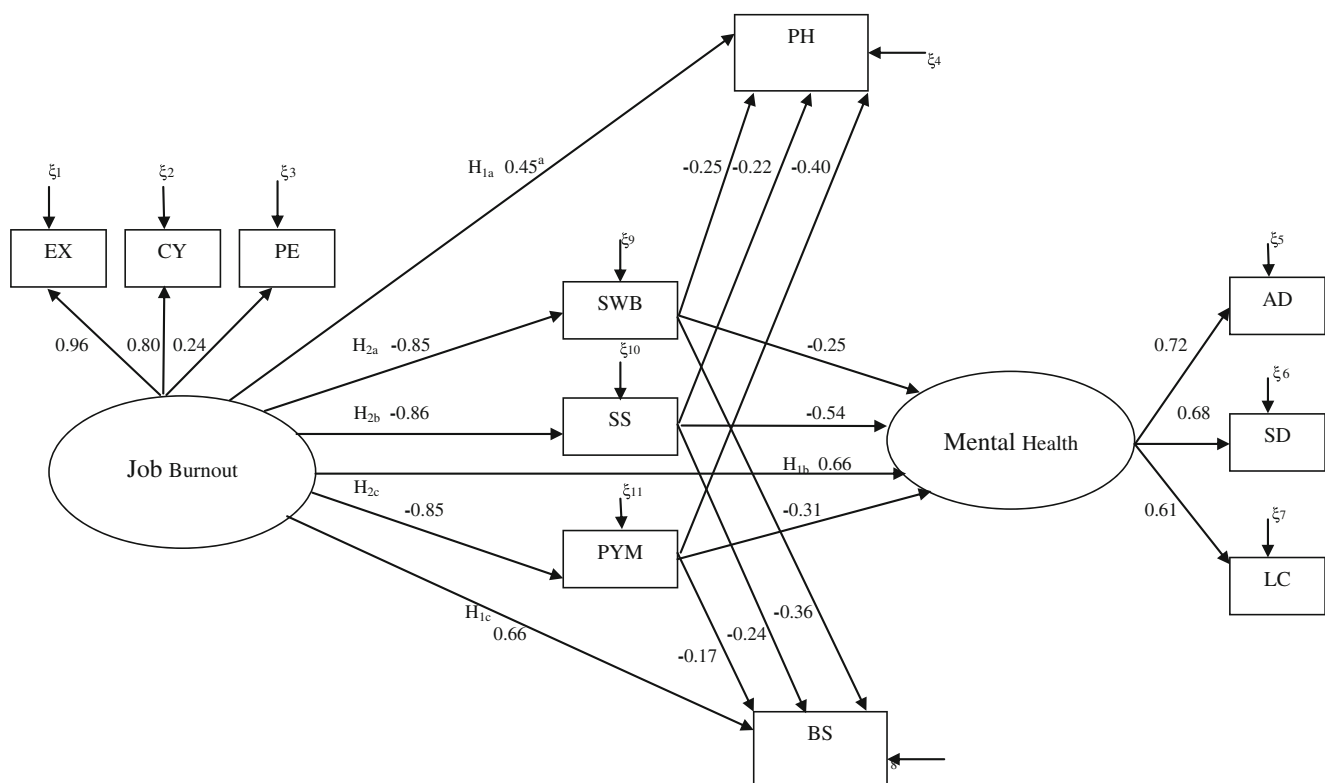 PH
ξ4
H1a 0.45a
-0.25
-0.22
-0.40
ξ1
ξ2
ξ3
EX
CY
PE
0.96
0.80
0.24
ξ9
SWB
H2a -0.85
-0.25
ξ10
SS
H2b -0.86
-0.54
Job Burnout
Mental Health
H1b 0.66
H2c
-0.85
ξ11
PYM
-0.31
ξ5
AD
0.72
ξ6
SD
0.68
0.61
ξ7
LC
H1c
0.66
-0.17
-0.24
-0.36
BS
8